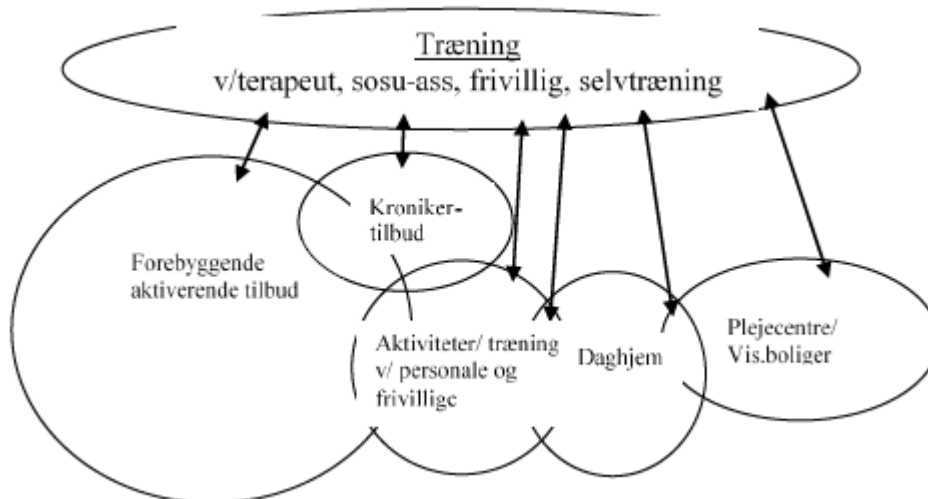 Træning
v/terapeut, sosu-ass, frivillig, selvtræning
Kroniker-
tilbud
Forebyggende
aktiverende tilbud
Aktiviteter/ træning
v/ personale og
frivillige
Daghjem
Plejecentre/
Vis.boliger